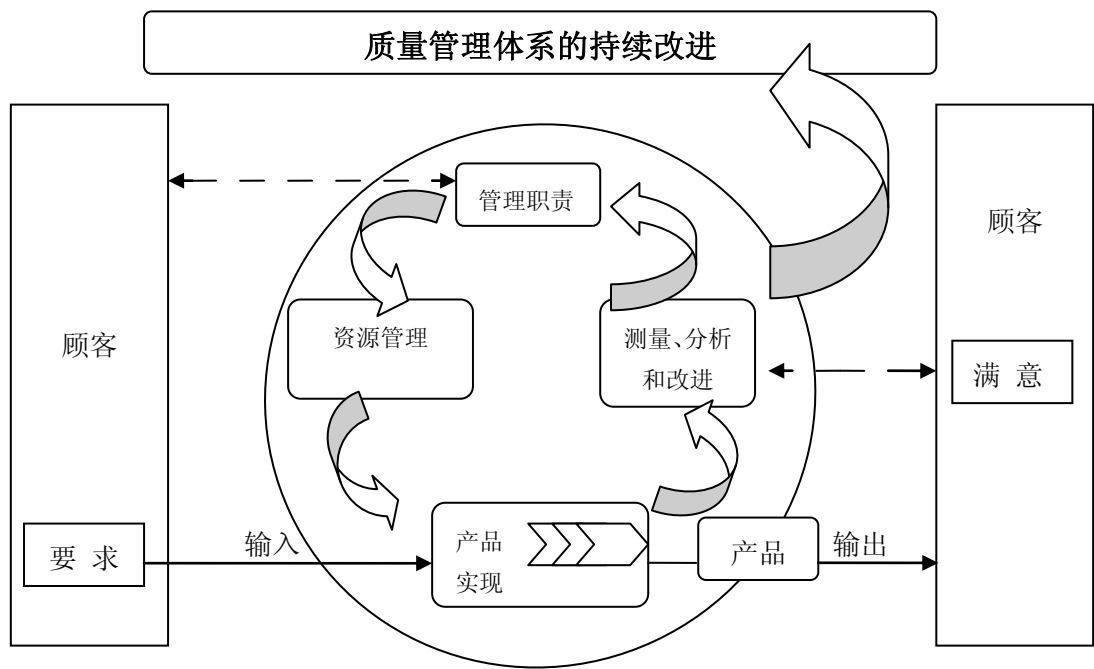 质量管理体系的持续改进
管理职责
顾客
资源管理
测量、分析
和改进
顾客
满 意
要 求
输入
产品
实现
产品
输出